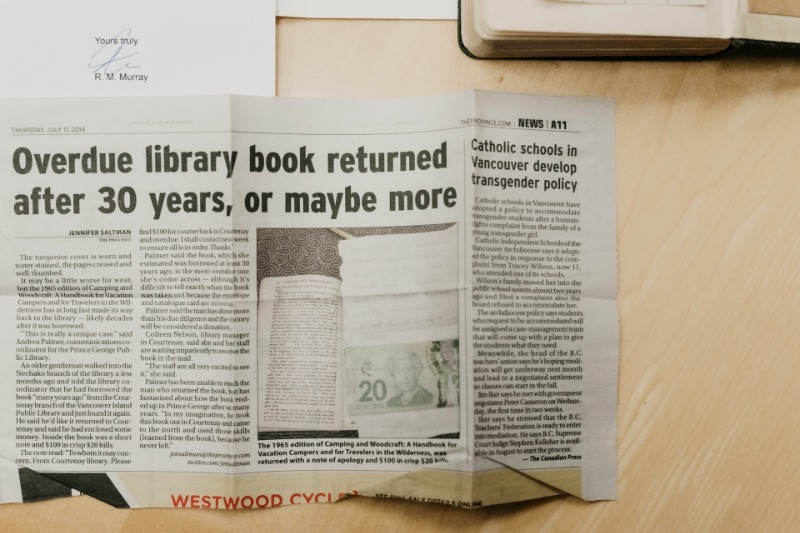 Yours truly
R. M. Murray
THURSDAY, JULY 17, 2014
THEPROVINCE.COM | NEWS | A11
Overdue library book returned
after 30 years, or maybe more
JENNIFER SALTMAN
THE PROVINCE
The turquoise cover is worn and
water-stained, the pages creased and
well-thumbed.
It may be a little worse for wear,
but the 1965 edition of Camping and
Woodcraft: A Handbook for Vacation
Campers and for Travelers in the Wil-
derness has at long last made its way
back to the library — likely decades
after it was borrowed.
"This is really a unique case," said
Andrea Palmer, communications co-
ordinator for the Prince George Pub-
lic Library.
An older gentleman walked into the
Nechako branch of the library a few
months ago and told the library co-
ordinator that he had borrowed the
book "many years ago" from the Cour-
tenay branch of the Vancouver Island
Public Library and just found it again.
He said he'd like it returned to Cour-
tenay and said he had enclosed some
money. Inside the book was a short
note and $100 in crisp $20 bills.
The note read: "To whom it may con-
cern. From Courtenay library. Please
find $100 for courier back to Courtenay
and overdue. I shall contact next week
to ensure all is in order. Thanks."
Palmer said the book, which she
estimated was borrowed at least 30
years ago, is the most overdue one
she's come across — although it's
difficult to tell exactly when the book
was taken out because the envelope
and catalogue card are missing.
Palmer said the man has done more
than his due diligence and the money
will be considered a donation.
Colleen Nelson, library manager
in Courtenay, said she and her staff
are waiting impatiently to receive the
book in the mail.
"The staff are all very excited to see
it," she said.
Palmer has been unable to reach the
man who returned the book, but has
fantasized about how the book end-
ed up in Prince George after so many
years. "In my imagination, he took
this book out in Courtenay and came
to the north and used those skills
(learned from the book), because he
never left."
jensaltman@theprovince.com
twitter.com/jensaltman
20
The 1965 edition of Camping and Woodcraft: A Handbook for
Vacation Campers and for Travelers in the Wilderness, was
returned with a note of apology and $100 in crisp $20 bills.
Catholic schools in
Vancouver develop
transgender policy
Catholic schools in Vancouver have
adopted a policy to accommodate
transgender students after a human-
rights complaint from the family of a
young transgender girl.
Catholic Independent Schools of the
Vancouver Archdiocese says it adopt-
ed the policy in response to the com-
plaint from Tracey Wilson, now 11,
who attended one of its schools.
Wilson's family moved her into the
public school system almost two years
ago and filed a complaint after the
board refused to accommodate her.
The archdiocese policy says students
who request to be accommodated will
be assigned a case-management team
that will come up with a plan to give
the students what they need.
Meanwhile, the head of the B.C.
teachers' union says he's hoping medi-
ation will get underway next month
and lead to a negotiated settlement
so classes can start in the fall.
Jim Iker says he met with government
negotiator Peter Cameron on Wednes-
day, the first time in two weeks.
Iker says he stressed that the B.C.
Teachers' Federation is ready to enter
into mediation. He says B.C. Supreme
Court Judge Stephen Kelleher is avail-
able in August to start the process.
— The Canadian Press
WESTWOOD CYCLE
SALE DETAILS ONLINE